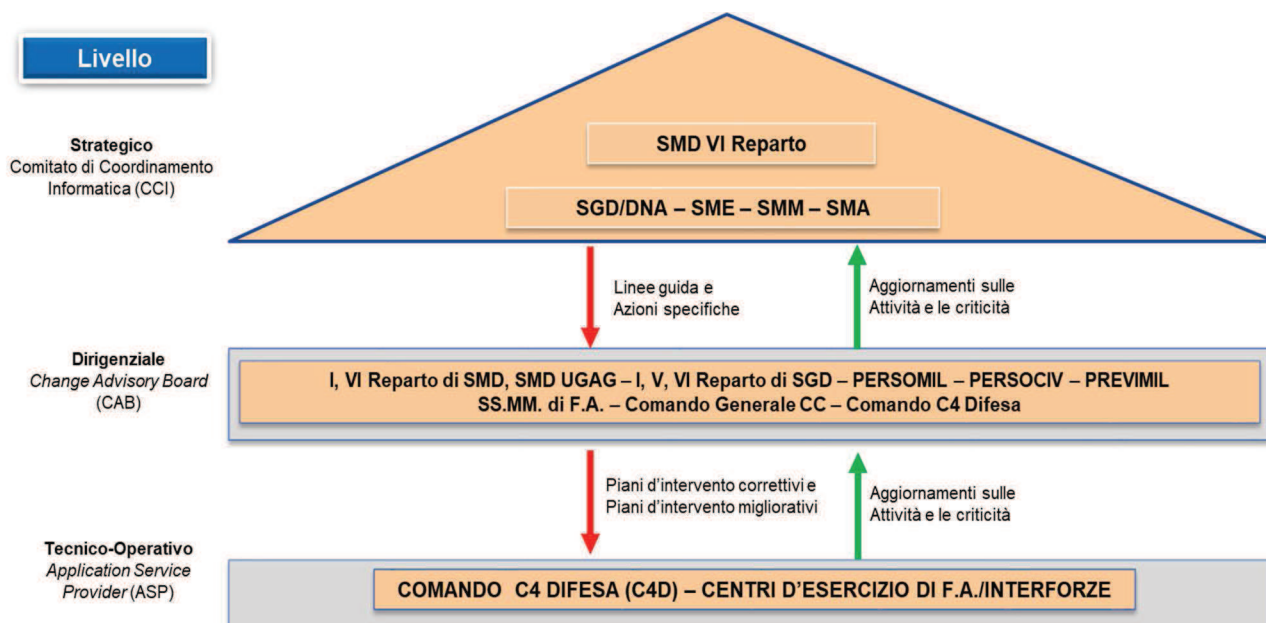 Livello
Strategico
Comitato di Coordinamento
Informatica (CCI)
SMD VI Reparto
SGD/DNA – SME – SMM – SMA
Linee guida e
Azioni specifiche
Aggiornamenti sulle
Attività e le criticità
Dirigenziale
Change Advisory Board
(CAB)
I, VI Reparto di SMD, SMD UGAG – I, V, VI Reparto di SGD – PERSOMIL – PERSOCIV – PREVIMIL
SS.MM. di F.A. – Comando Generale CC – Comando C4 Difesa
Piani d'intervento correttivi e
Piani d'intervento migliorativi
Aggiornamenti sulle
Attività e le criticità
Tecnico-Operativo
Application Service
Provider (ASP)
COMANDO C4 DIFESA (C4D) – CENTRI D'ESERCIZIO DI F.A./INTERFORZE